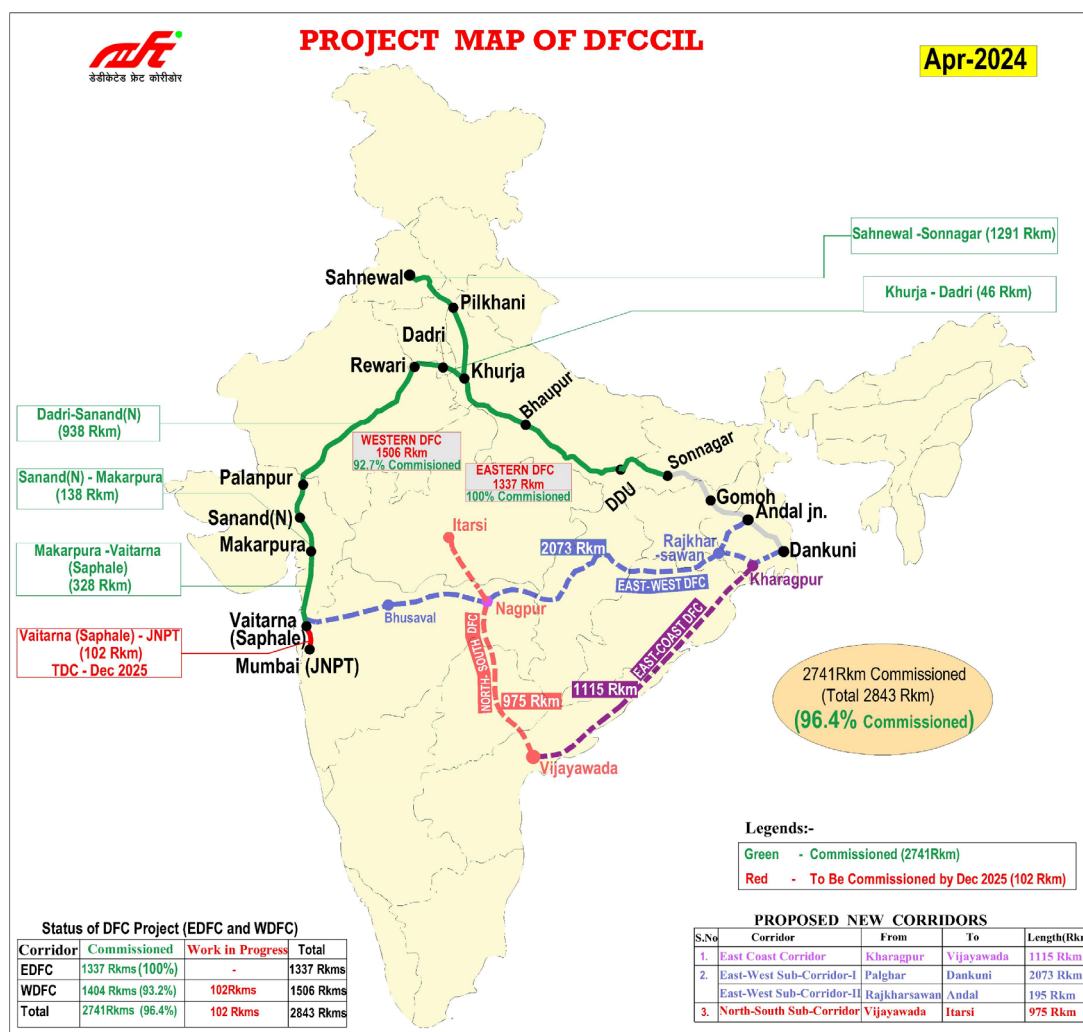 PROJECT MAP OF DFCCIL
Apr-2024
डेडीकेटेड फ्रेट कोरीडोर
Sahnewal -Sonnagar (1291 Rkm)
Khurja - Dadri (46 Rkm)
Sahnewal
Pilkhani
Dadri
Rewari
Khurja
Bhaupur
Dadri-Sanand(N)
(938 Rkm)
WESTERN DFC
1506 Rkm
92.7% Commisioned
EASTERN DFC
1337 Rkm
100% Commisioned
Sonnagar
DDU
Palanpur
Sanand(N) - Makarpura
(138 Rkm)
Gomoh
Sanand(N)
Andal jn.
Itarsi
Makarpura
Makarpura -Vaitarna
(Saphale)
(328 Rkm)
2073 Rkm
Rajkhar
-sawan
Dankuni
EAST-WEST DFC
Kharagpur
Bhusaval
Nagpur
Vaitarna
(Saphale)
Vaitarna (Saphale) - JNPT
(102 Rkm)
TDC - Dec 2025
Mumbai (JNPT)
NORTH- SOUTH DFC
EAST-COAST DFC
1115 Rkm
975 Rkm
Vijayawada
2741Rkm Commissioned
(Total 2843 Rkm)
(96.4% Commissioned)
Legends:-
Green - Commissioned (2741Rkm)
Red - To Be Commissioned by Dec 2025 (102 Rkm)
Status of DFC Project (EDFC and WDFC)
Corridor Commissioned Work in Progress Total
EDFC 1337 Rkms (100%) - 1337 Rkms
WDFC 1404 Rkms (93.2%) 102Rkms 1506 Rkms
Total 2741Rkms (96.4%) 102 Rkms 2843 Rkms
PROPOSED NEW CORRIDORS
S.No Corridor From To Length(Rkm
1. East Coast Corridor Kharagpur Vijayawada 1115 Rkm
2. East-West Sub-Corridor-I Palghar Dankuni 2073 Rkm
East-West Sub-Corridor-II Rajkharsawan Andal 195 Rkm
3. North-South Sub-Corridor Vijayawada Itarsi 975 Rkm